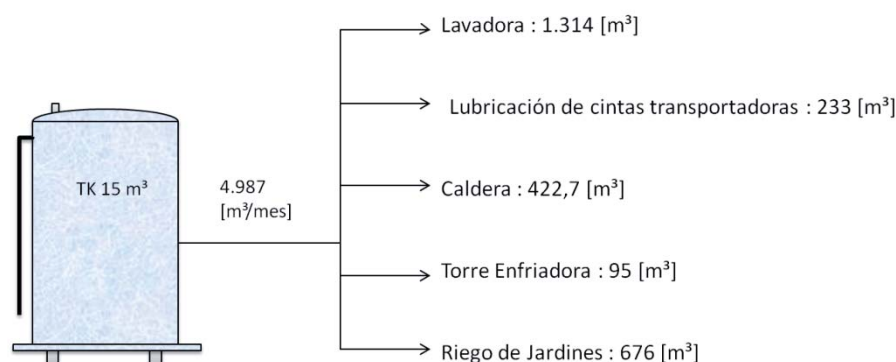 Lavadora : 1.314 [m³]
Lubricación de cintas transportadoras : 233 [m³]
TK 15 m³
4.987
[m³/mes]
Caldera : 422,7 [m³]
Torre Enfriadora : 95 [m³]
Riego de Jardines : 676 [m³]